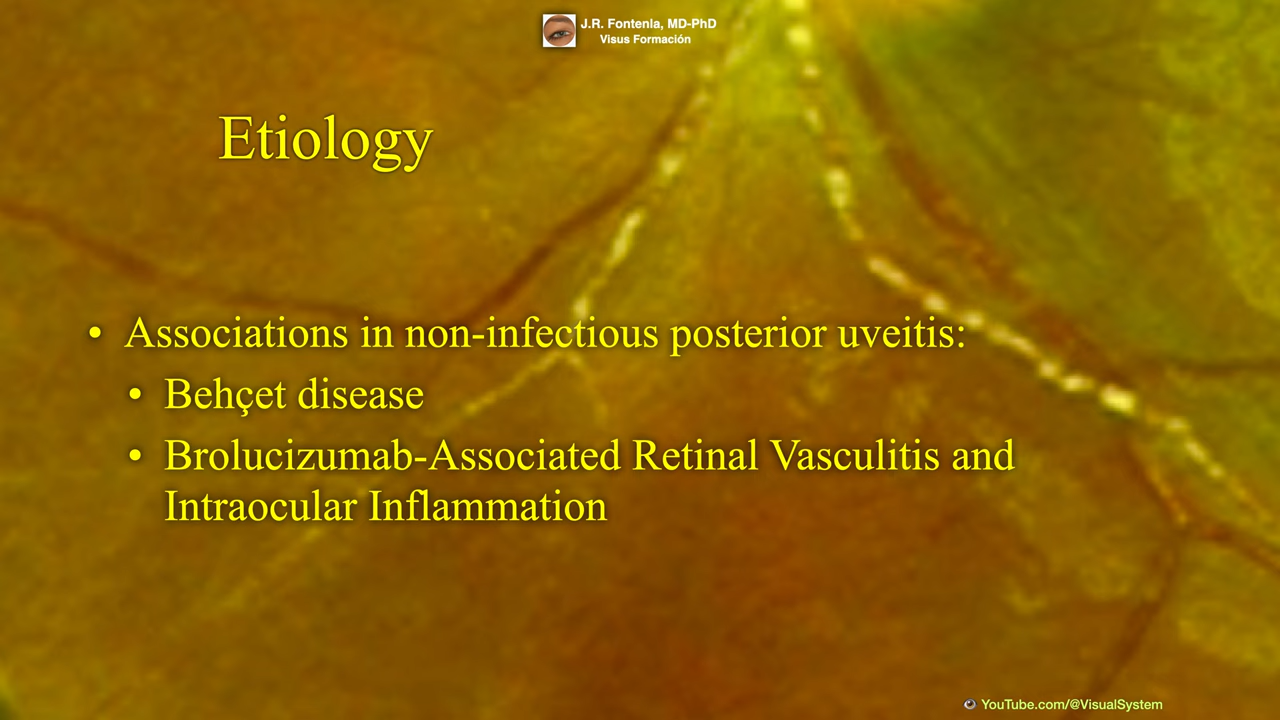 J.R. Fontenla, MD-PhD
Visus Formación
Etiology
• Associations in non-infectious posterior uveitis:
• Behçet disease
• Brolucizumab-Associated Retinal Vasculitis and
Intraocular Inflammation
YouTube.com/@VisualSystem